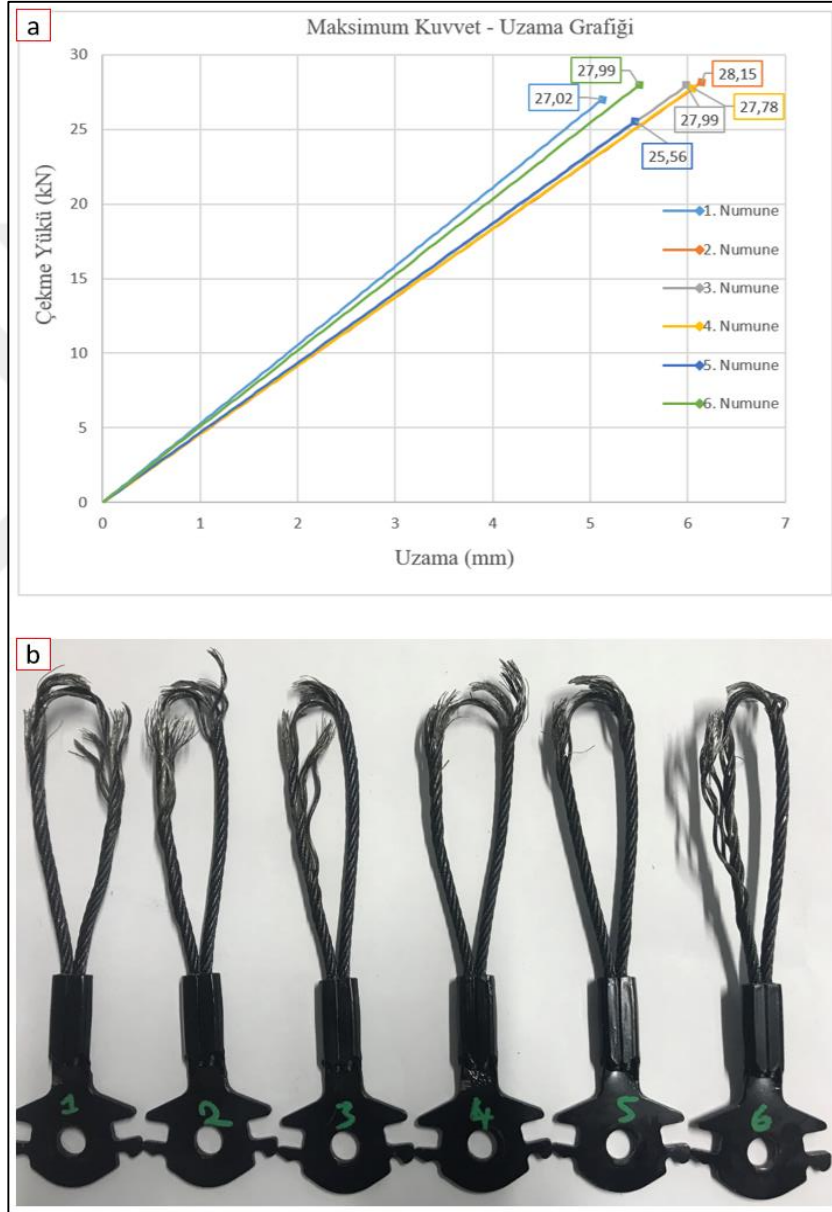 a
Maksimum Kuvvet - Uzama Grafiği
30
25
20
15
10
5
0
Çekme Yükü (kN)
27,02
27,99
28,15
27,78
27,99
25,56
1. Numune
2. Numune
3. Numune
4. Numune
5. Numune
6. Numune
0 1 2 3 4 5 6 7
Uzama (mm)
b
1 2 3 4 5 6